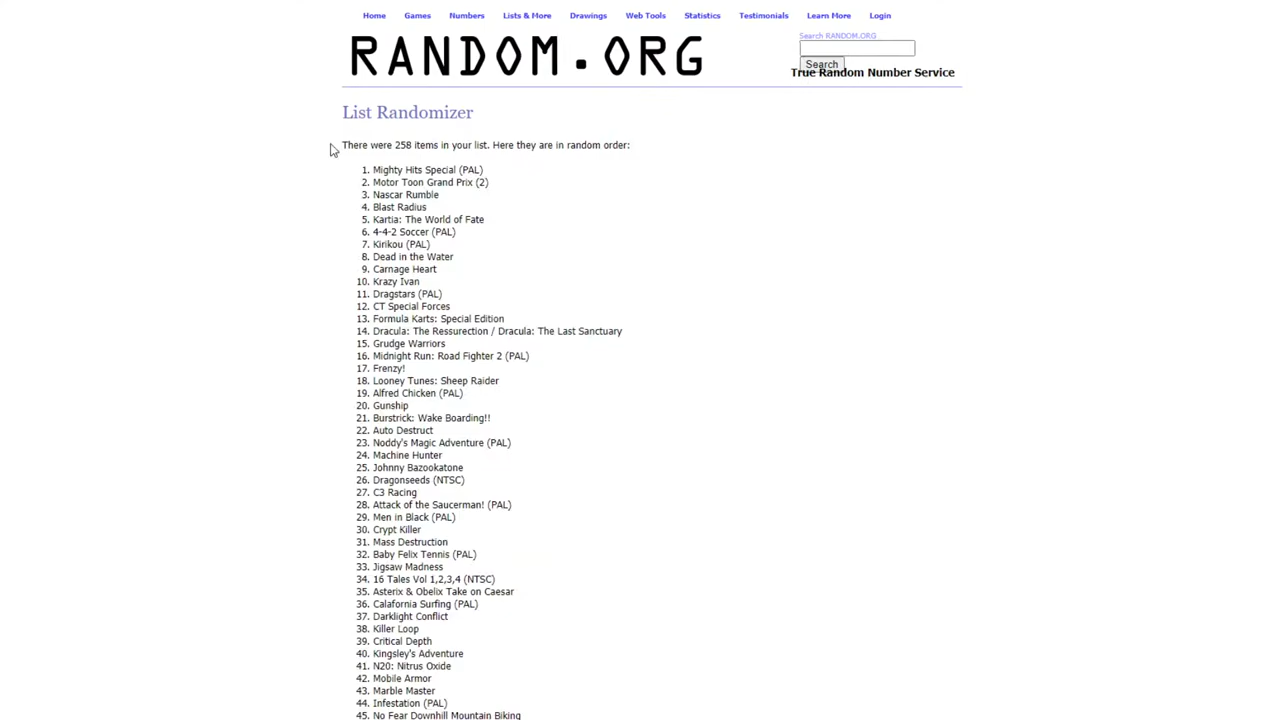 Home Games Numbers Lists & More Drawings Web Tools Statistics Testimonials Learn More Login
RANDOM.ORG
Search RANDOM.ORG
Search
True Random Number Service
List Randomizer
There were 258 items in your list. Here they are in random order:
1. Mighty Hits Special (PAL)
2. Motor Toon Grand Prix (2)
3. Nascar Rumble
4. Blast Radius
5. Kartia: The World of Fate
6. 4-4-2 Soccer (PAL)
7. Kirikou (PAL)
8. Dead in the Water
9. Carnage Heart
10. Krazy Ivan
11. Dragstars (PAL)
12. CT Special Forces
13. Formula Karts: Special Edition
14. Dracula: The Ressurection / Dracula: The Last Sanctuary
15. Grudge Warriors
16. Midnight Run: Road Fighter 2 (PAL)
17. Frenzy!
18. Looney Tunes: Sheep Raider
19. Alfred Chicken (PAL)
20. Gunship
21. Burstrick: Wake Boarding!!
22. Auto Destruct
23. Noddy's Magic Adventure (PAL)
24. Machine Hunter
25. Johnny Bazookatone
26. Dragonseeds (NTSC)
27. C3 Racing
28. Attack of the Saucerman! (PAL)
29. Men in Black (PAL)
30. Crypt Killer
31. Mass Destruction
32. Baby Felix Tennis (PAL)
33. Jigsaw Madness
34. 16 Tales Vol 1,2,3,4 (NTSC)
35. Asterix & Obelix Take on Caesar
36. Calafornia Surfing (PAL)
37. Darklight Conflict
38. Killer Loop
39. Critical Depth
40. Kingsley's Adventure
41. N20: Nitrus Oxide
42. Mobile Armor
43. Marble Master
44. Infestation (PAL)
45. No Fear Downhill Mountain Biking